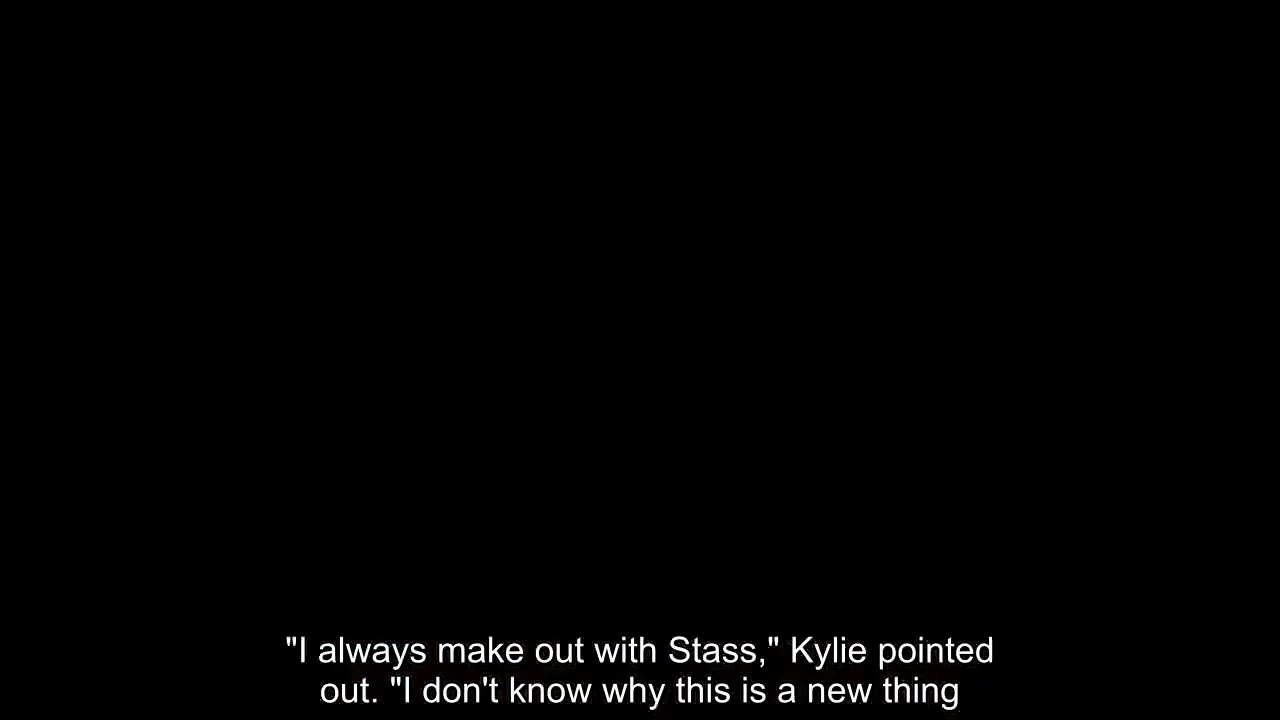 "I always make out with Stass," Kylie pointed
out. "I don't know why this is a new thing